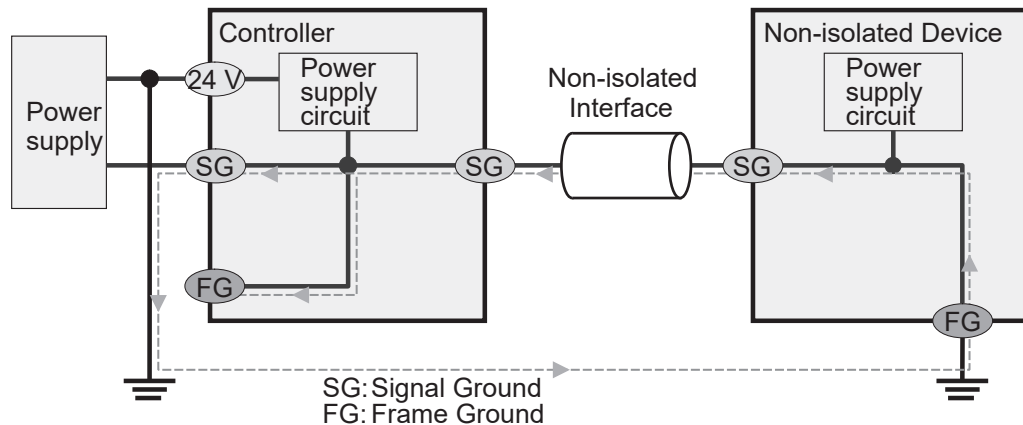 Controller
Non-isolated Device
24 V
Power
supply
circuit
Power
supply
circuit
Non-isolated
Interface
Power
supply
SG
SG
SG
FG
FG
SG: Signal Ground
FG: Frame Ground